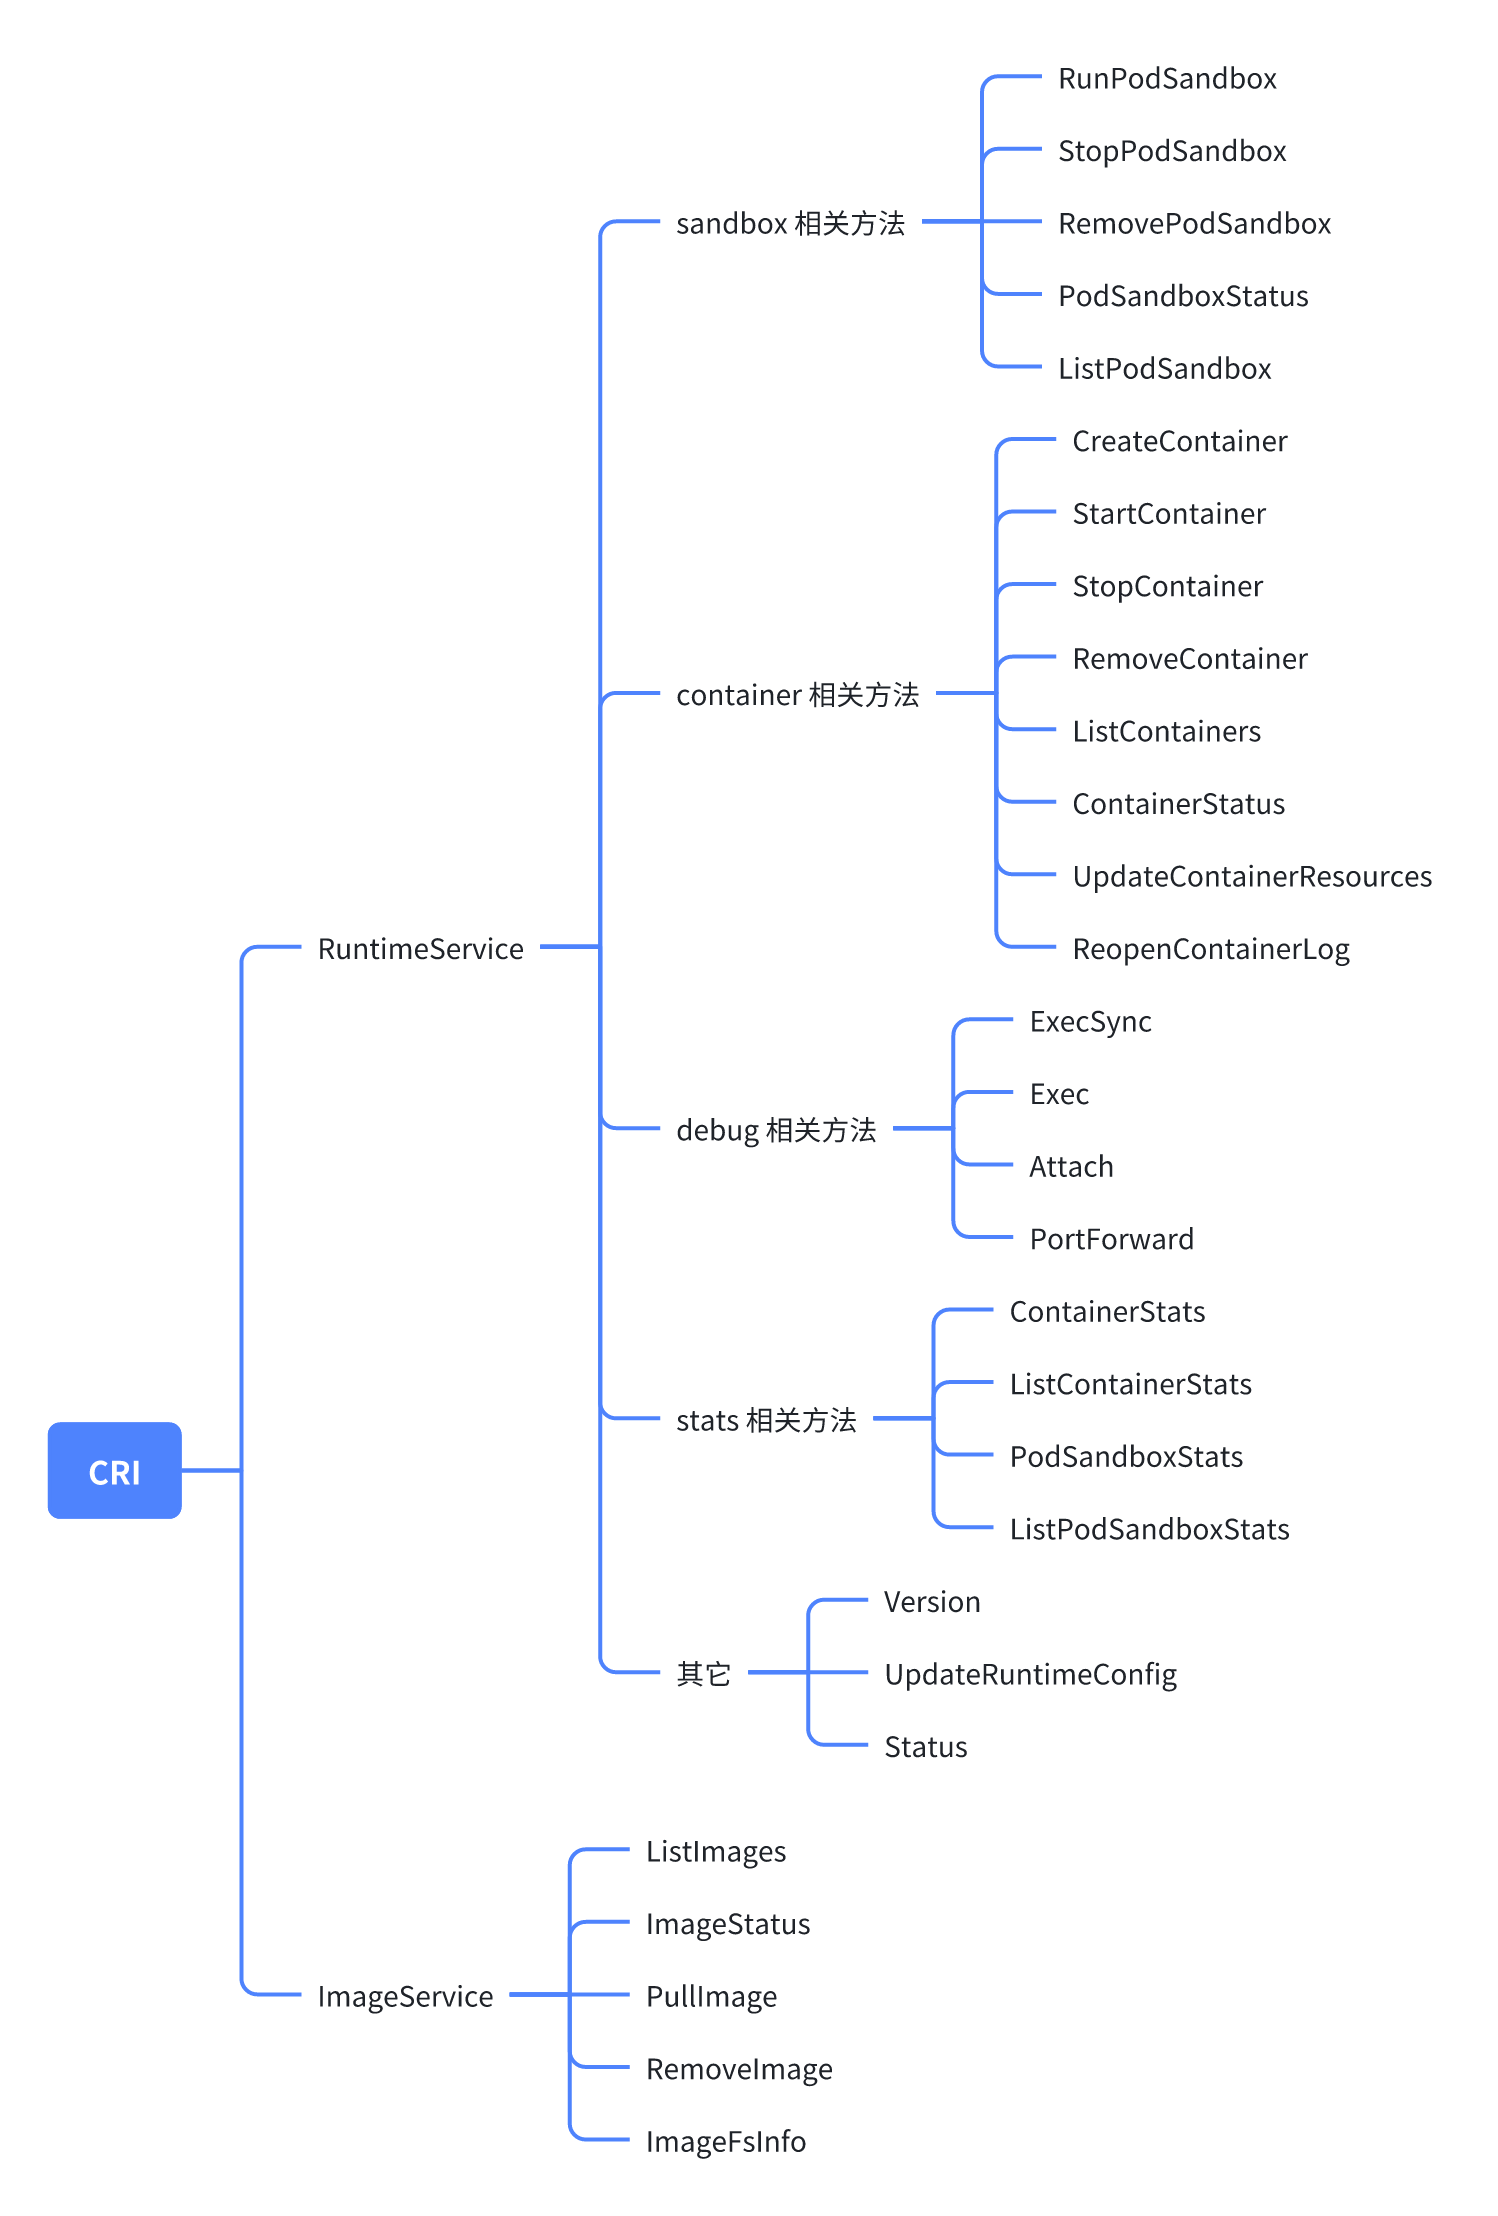 CRI
RuntimeService
sandbox 相关方法
RunPodSandbox
StopPodSandbox
RemovePodSandbox
PodSandboxStatus
ListPodSandbox
container 相关方法
CreateContainer
StartContainer
StopContainer
RemoveContainer
ListContainers
ContainerStatus
UpdateContainerResources
ReopenContainerLog
debug 相关方法
ExecSync
Exec
Attach
PortForward
stats 相关方法
ContainerStats
ListContainerStats
PodSandboxStats
ListPodSandboxStats
其它
Version
UpdateRuntimeConfig
Status
ImageService
ListImages
ImageStatus
PullImage
RemoveImage
ImageFsInfo